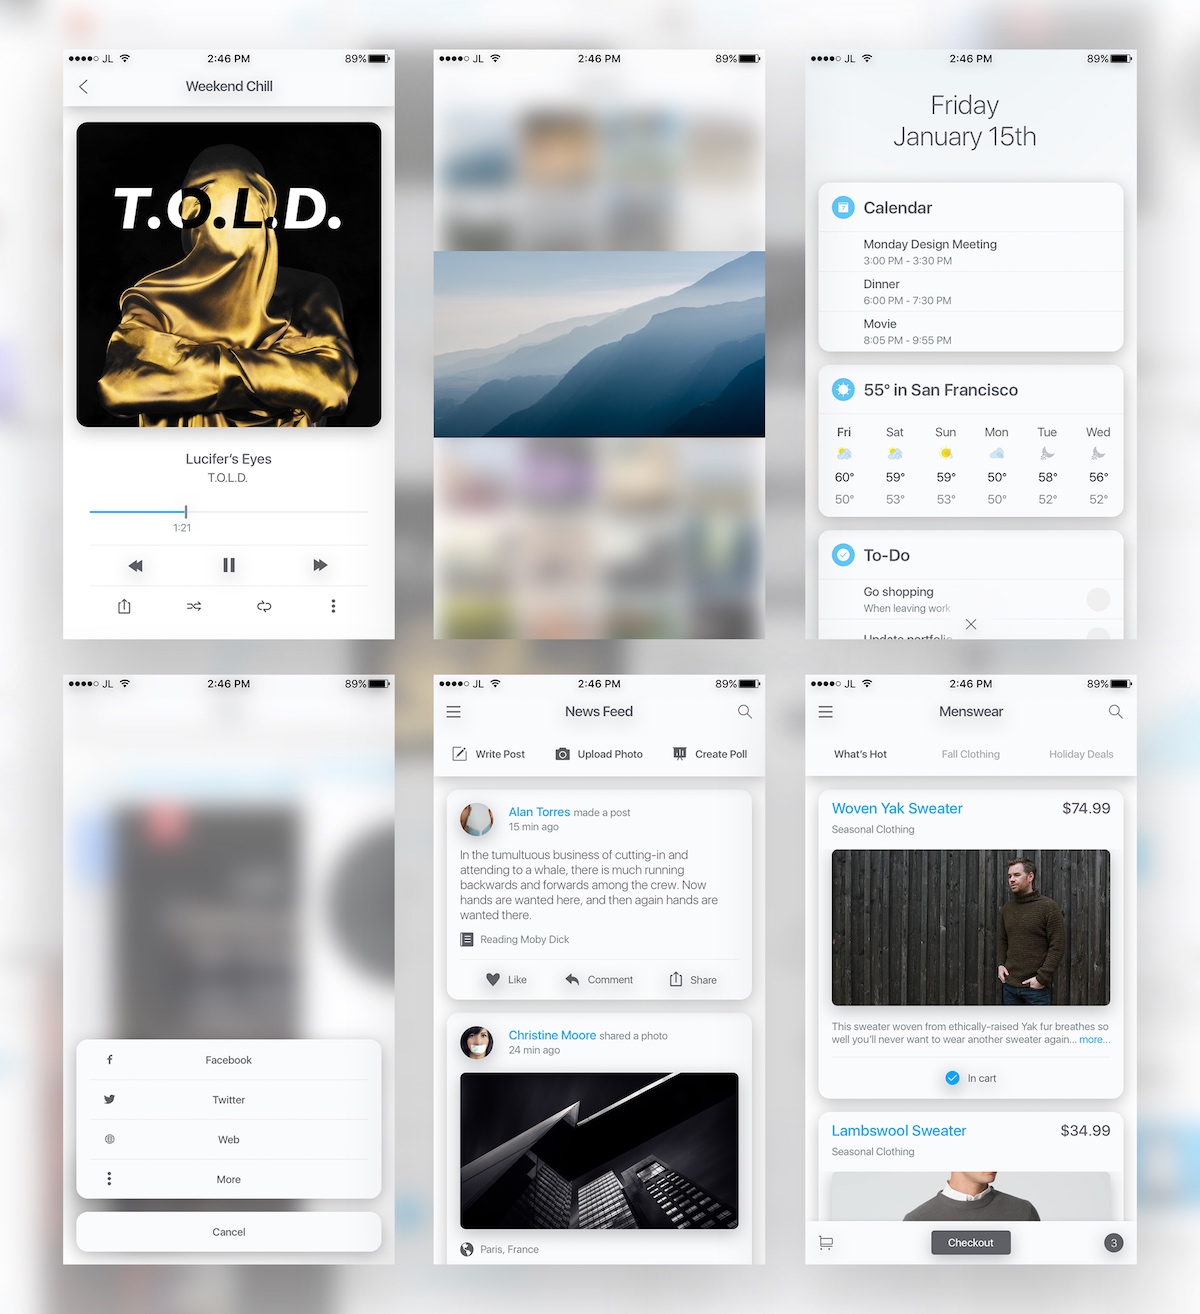 JL 2:46 PM 89%
Weekend Chill
T.O.L.D.
Lucifer's Eyes
T.O.L.D.
1:21
JL 2:46 PM 89%
JL 2:46 PM 89%
Friday
January 15th
Calendar
Monday Design Meeting
3:00 PM - 3:30 PM
Dinner
6:00 PM - 7:30 PM
Movie
8:05 PM - 9:55 PM
55° in San Francisco
Fri Sat Sun Mon Tue Wed
60° 59° 59° 50° 58° 56°
50° 53° 53° 50° 52° 52°
To-Do
Go shopping
When leaving work
Update portfolio
JL 2:46 PM 89%
Facebook
Twitter
Web
More
Cancel
JL 2:46 PM 89%
News Feed
Write Post Upload Photo Create Poll
Alan Torres made a post
15 min ago
In the tumultuous business of cutting-in and
attending to a whale, there is much running
backwards and forwards among the crew. Now
hands are wanted here, and then again hands are
wanted there.
Reading Moby Dick
Like Comment Share
Christine Moore shared a photo
24 min ago
Paris, France
JL 2:46 PM 89%
Menswear
What's Hot Fall Clothing Holiday Deals
Woven Yak Sweater $74.99
Seasonal Clothing
This sweater woven from ethically-raised Yak fur breathes so
well you'll never want to wear another sweater again... more...
In cart
Lambswool Sweater $34.99
Seasonal Clothing
Checkout 3